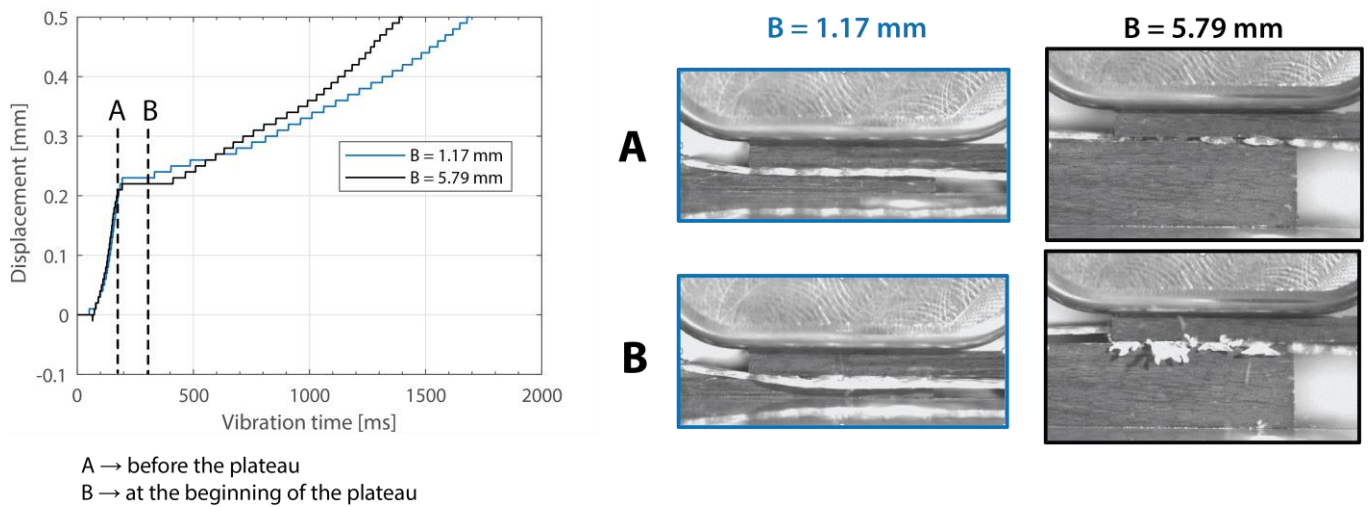 0.5
0.4
0.3
0.2
0.1
0
-0.1
Displacement [mm]
A B
B = 1.17 mm
B = 5.79 mm
0 500 1000 1500 2000
Vibration time [ms]
A → before the plateau
B → at the beginning of the plateau
B = 1.17 mm B = 5.79 mm
A
B